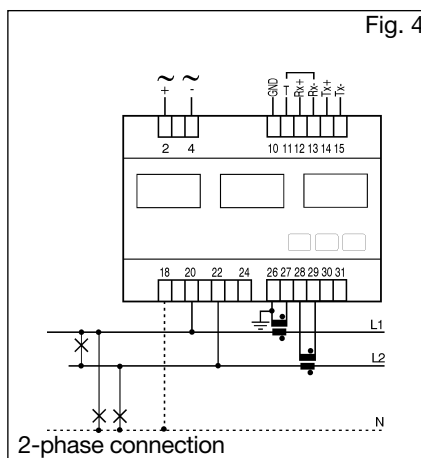 Fig. 4
~ ~
+ -
GND T Rx+ Rx- Tx+ Tx-
2 4 10 11 12 13 14 15
18 20 22 24 26 27 28 29 30 31
L1
L2
N
2-phase connection